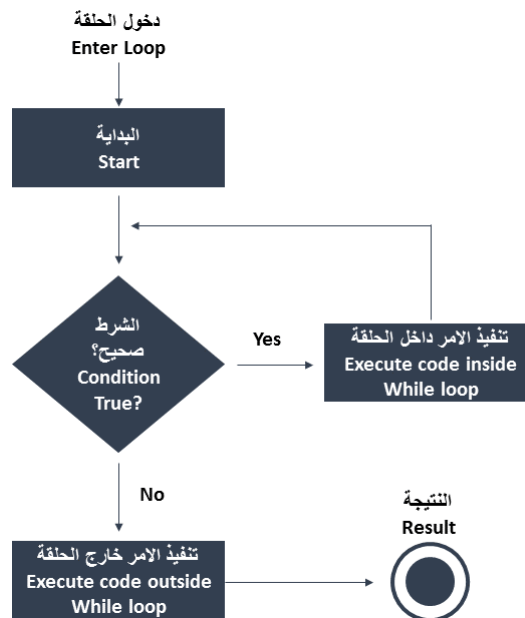 دخول الحلقة
Enter Loop
البداية
Start
الشرط
صحيح؟
Condition
True?
Yes
تنفيذ الامر داخل الحلقة
Execute code inside
While loop
No
تنفيذ الامر خارج الحلقة
Execute code outside
While loop
النتيجة
Result